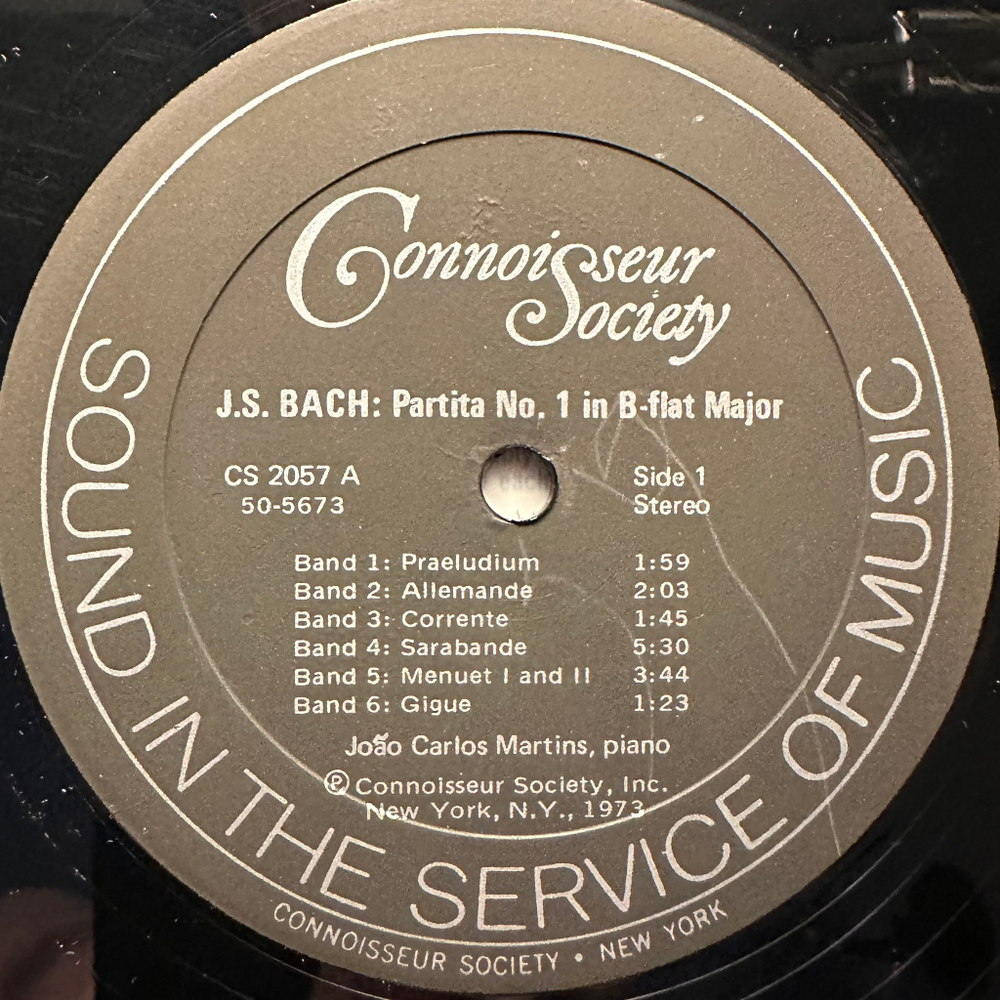 Connoisseur
Society
J.S. BACH: Partita No. 1 in B-flat Major
CS 2057 A
50-5673
Side 1
Stereo
Band 1: Praeludium 1:59
Band 2: Allemande 2:03
Band 3: Corrente 1:45
Band 4: Sarabande 5:30
Band 5: Menuet I and II 3:44
Band 6: Gigue 1:23
João Carlos Martins, piano
℗ Connoisseur Society, Inc.
New York, N.Y., 1973
SOUND IN THE SERVICE OF MUSIC
CONNOISSEUR SOCIETY • NEW YORK